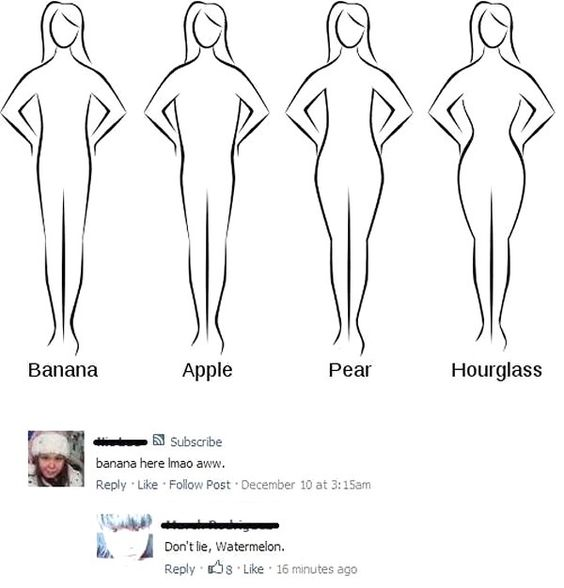 Banana Apple Pear Hourglass
Subscribe
banana here lmao aww.
Reply · Like · Follow Post · December 10 at 3:15am
Don't lie, Watermelon.
Reply · 8 · Like · 16 minutes ago